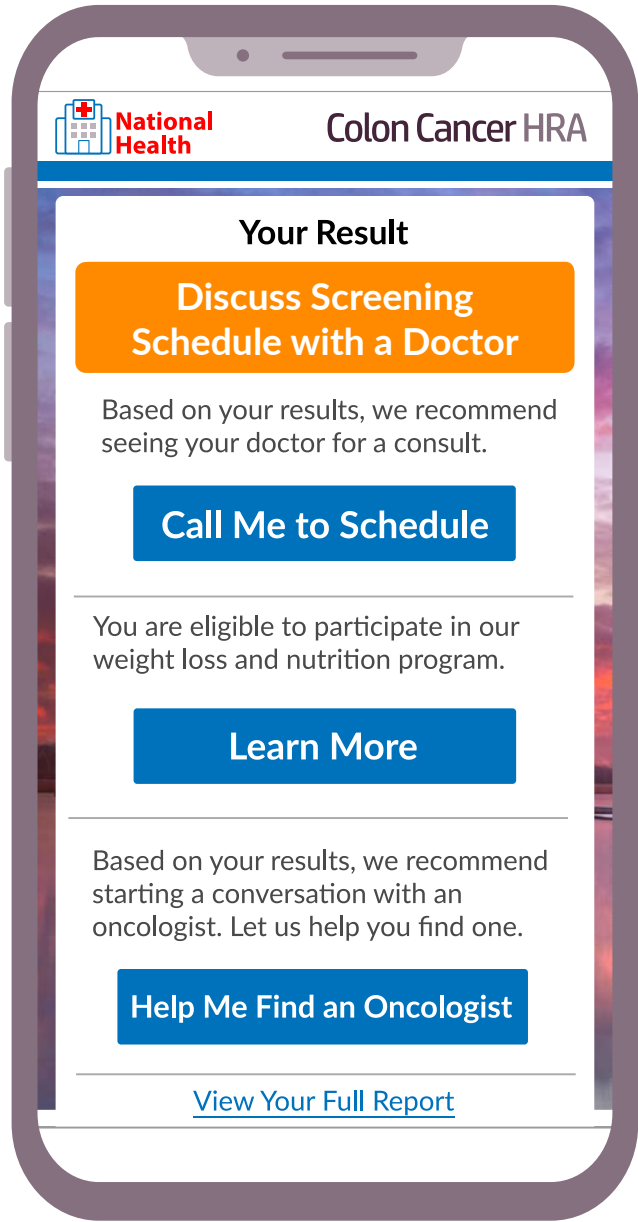 National
Health
Colon Cancer HRA
Your Result
Discuss Screening
Schedule with a Doctor
Based on your results, we recommend
seeing your doctor for a consult.
Call Me to Schedule
You are eligible to participate in our
weight loss and nutrition program.
Learn More
Based on your results, we recommend
starting a conversation with an
oncologist. Let us help you find one.
Help Me Find an Oncologist
View Your Full Report